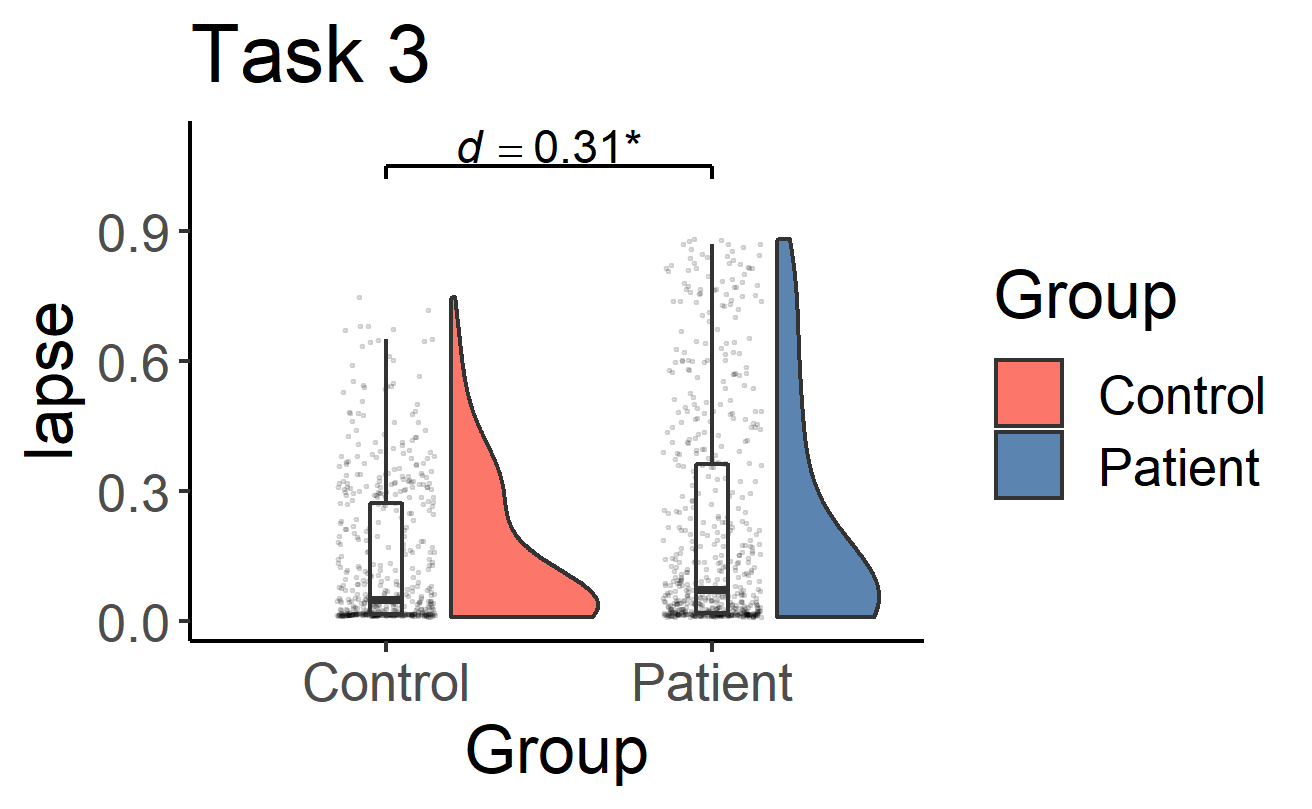 Task 3
d = 0.31*
0.9
0.6
0.3
0.0
lapse
Control
Patient
Group
Group
Control
Patient